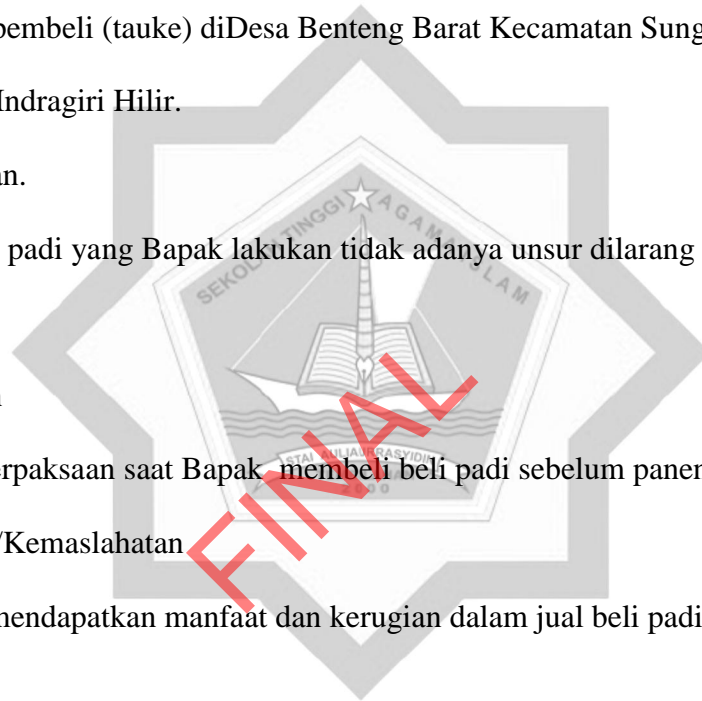 pembeli (tauke) diDesa Benteng Barat Kecamatan Sung
Indragiri Hilir.
an.
SEKOLAH TINGGI AGAMA ISLAM
padi yang Bapak lakukan tidak adanya unsur dilarang
STAI AULIAURRASYIDIN
erpaksaan saat Bapak membeli beli padi sebelum panen
2000
/Kemaslahatan
FINAL
mendapatkan manfaat dan kerugian dalam jual beli padi